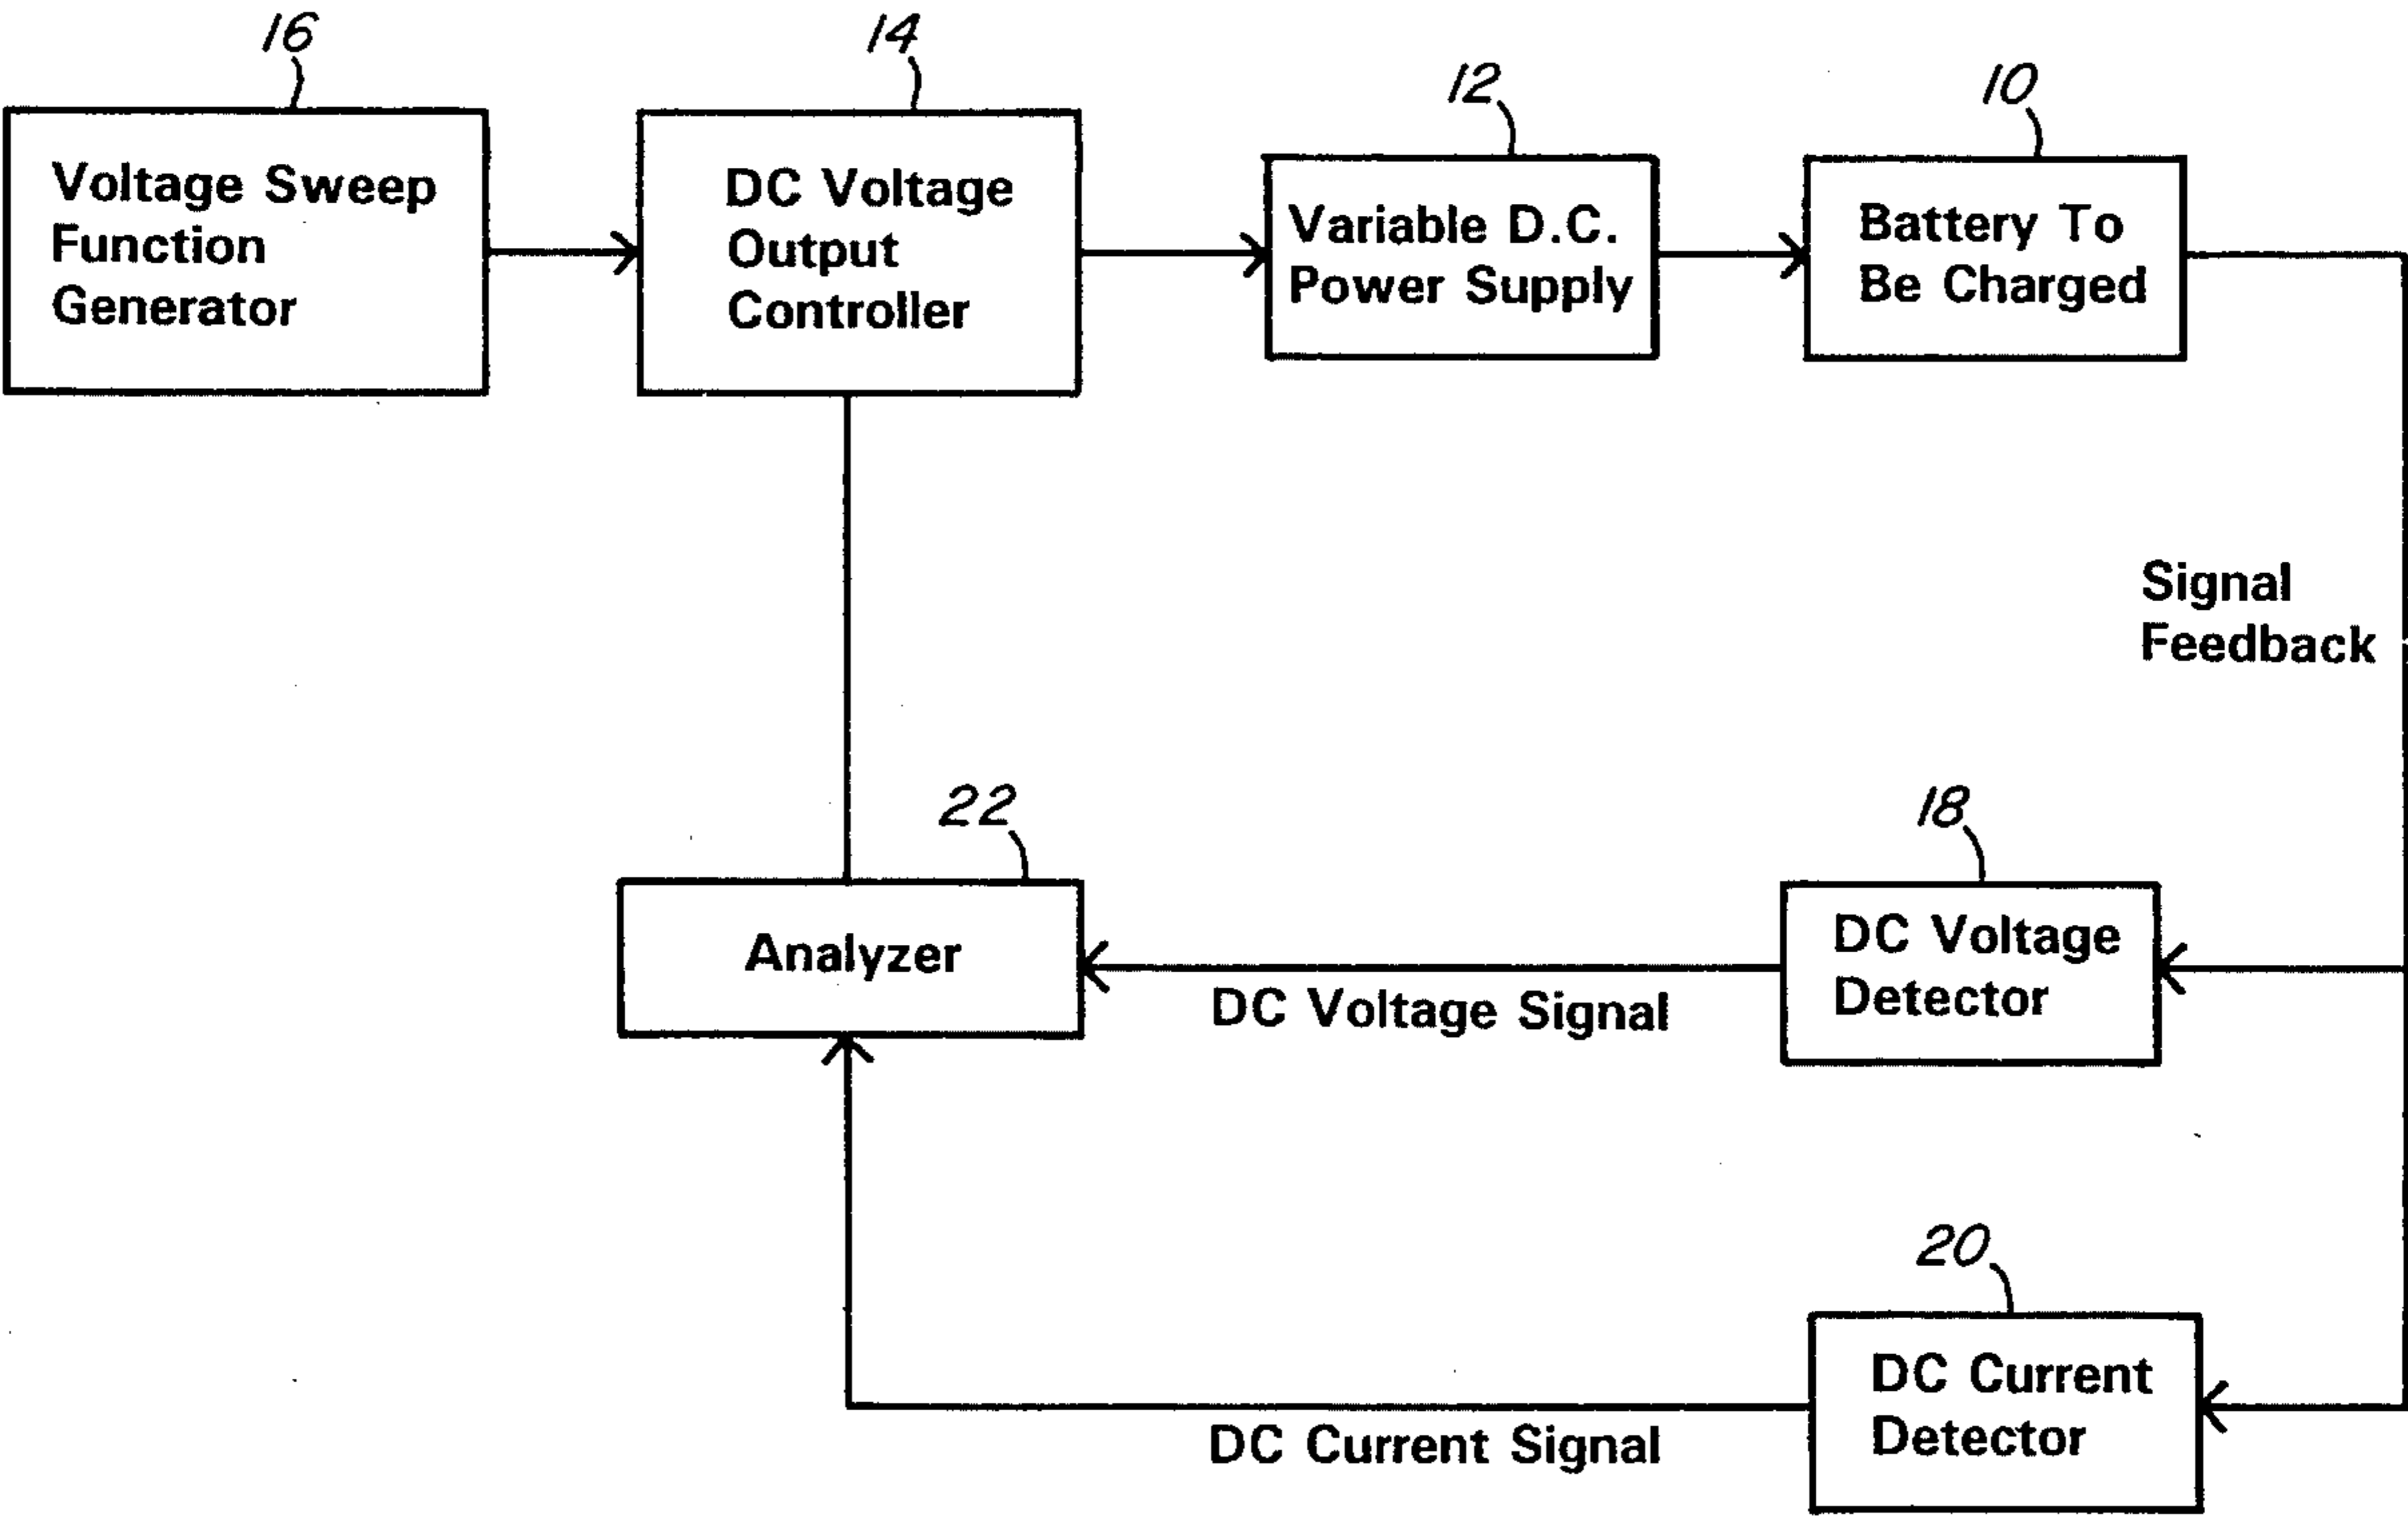 16
14
12
10
Voltage Sweep
Function
Generator
DC Voltage
Output
Controller
Variable D.C.
Power Supply
Battery To
Be Charged
Signal
Feedback
22
18
Analyzer
DC Voltage
Detector
DC Voltage Signal
20
DC Current
Detector
DC Current Signal